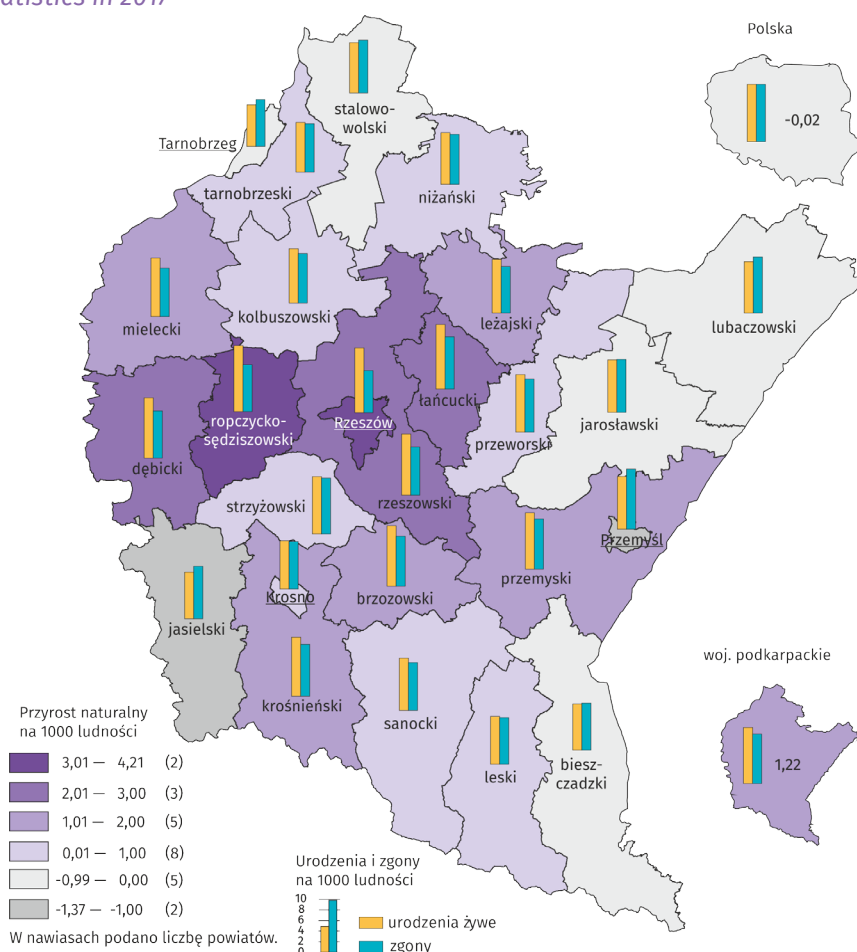 Statistics in 2017
Polska
-0,02
stalowo-
wolski
Tarnobrzeg
tarnobrzeski
niżański
mielecki
kolbuszowski
leżajski
lubaczowski
ropczycko-
sędziszowski
Rzeszów
łańcucki
przeworski
jarosławski
dębicki
strzyżowski
rzeszowski
Przemyśl
przemyski
Krosno
brzozowski
jasielski
krośnieński
sanocki
leski
biesz-
czadzki
woj. podkarpackie
1,22
Przyrost naturalny
na 1000 ludności
3,01 — 4,21 (2)
2,01 — 3,00 (3)
1,01 — 2,00 (5)
0,01 — 1,00 (8)
-0,99 — 0,00 (5)
-1,37 — -1,00 (2)
W nawiasach podano liczbę powiatów.
Urodzenia i zgony
na 1000 ludności
10
8
6
4
2
0
urodzenia żywe
zgony